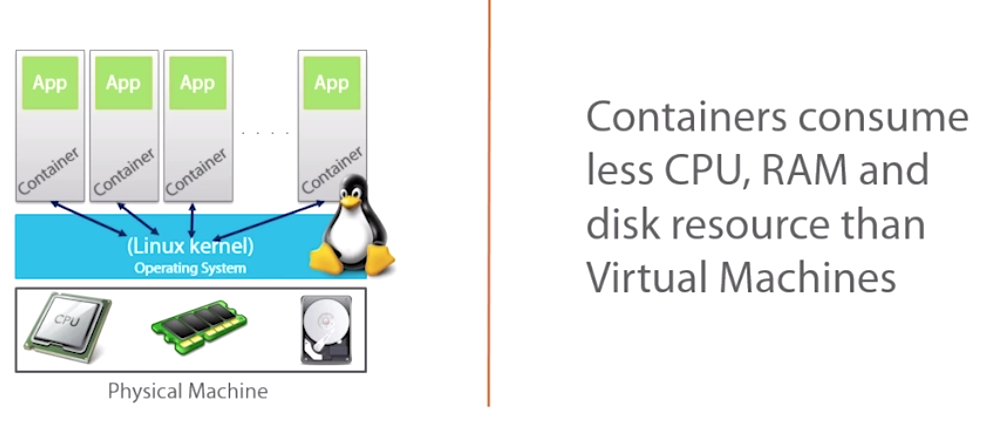 App
App
App
App
. . . .
Container
Container
Container
Container
(Linux kernel)
Operating System
CPU
Physical Machine
Containers consume
less CPU, RAM and
disk resource than
Virtual Machines